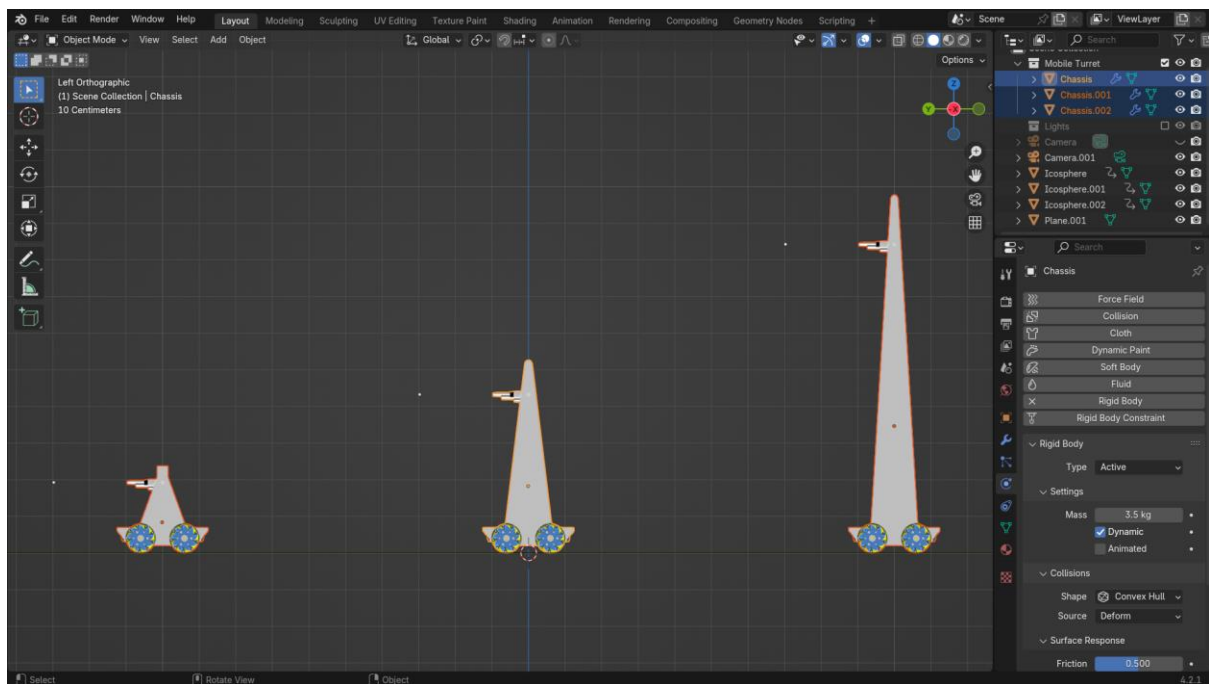 File Edit Render Window Help Layout Modeling Sculpting UV Editing Texture Paint Shading Animation Rendering Compositing Geometry Nodes Scripting + Scene ViewLayer
Object Mode View Select Add Object Global Search
Options
Left Orthographic
(1) Scene Collection | Chassis
10 Centimeters
Z
Y
X
Scene Collection
Mobile Turret
Chassis
Chassis.001
Chassis.002
Lights
Camera
Camera.001
Icosphere
Icosphere.001
Icosphere.002
Plane.001
Search
Chassis
Force Field
Collision
Cloth
Dynamic Paint
Soft Body
Fluid
Rigid Body
Rigid Body Constraint
Rigid Body
Type Active
Settings
Mass 3.5 kg
Dynamic
Animated
Collisions
Shape Convex Hull
Source Deform
Surface Response
Friction 0.500
Select Rotate View Object 4.2.1